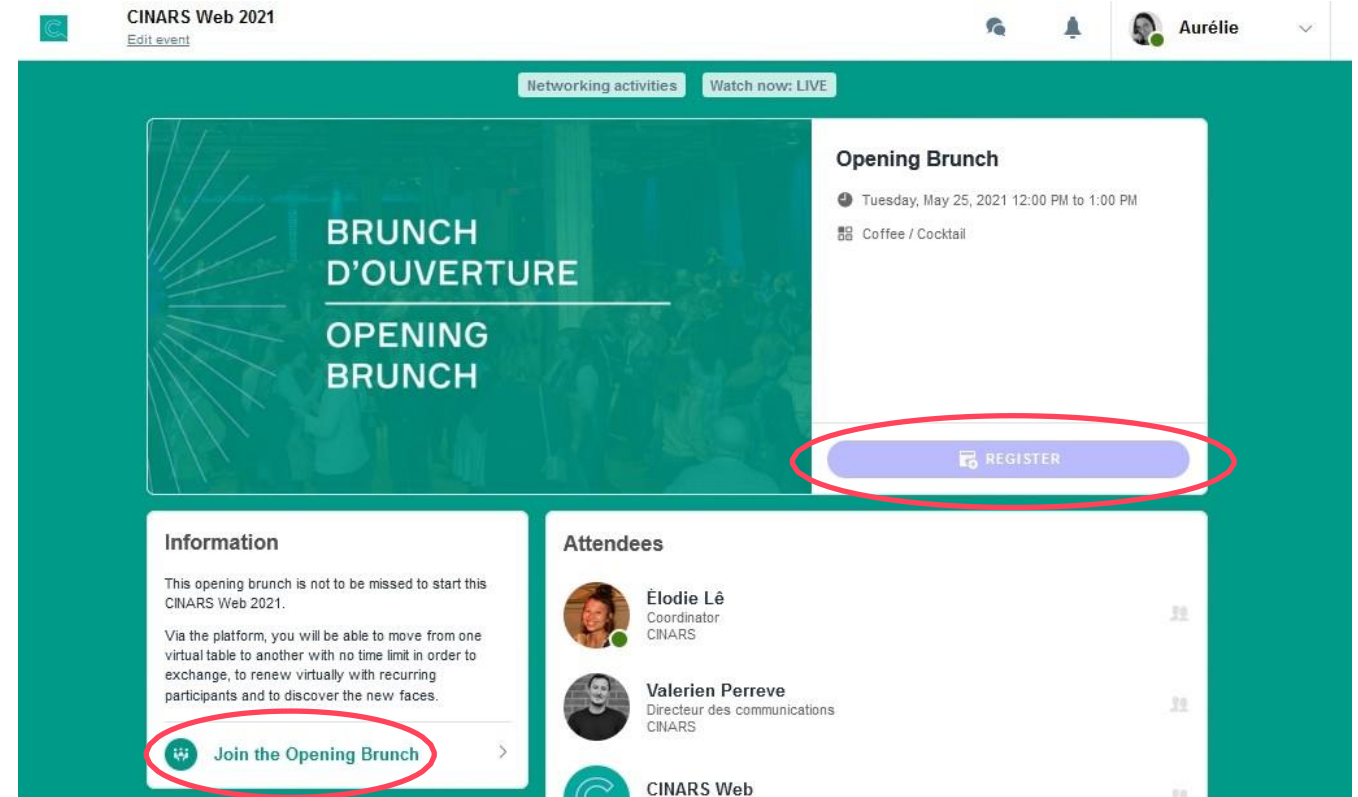 CINARS Web 2021
Edit event
Aurélie
Networking activities
Watch now: LIVE
BRUNCH
D'OUVERTURE
OPENING
BRUNCH
Opening Brunch
Tuesday, May 25, 2021 12:00 PM to 1:00 PM
Coffee / Cocktail
REGISTER
Information
This opening brunch is not to be missed to start this
CINARS Web 2021.
Via the platform, you will be able to move from one
virtual table to another with no time limit in order to
exchange, to renew virtually with recurring
participants and to discover the new faces.
Join the Opening Brunch
Attendees
Élodie Lê
Coordinator
CINARS
Valerien Perreve
Directeur des communications
CINARS
CINARS Web